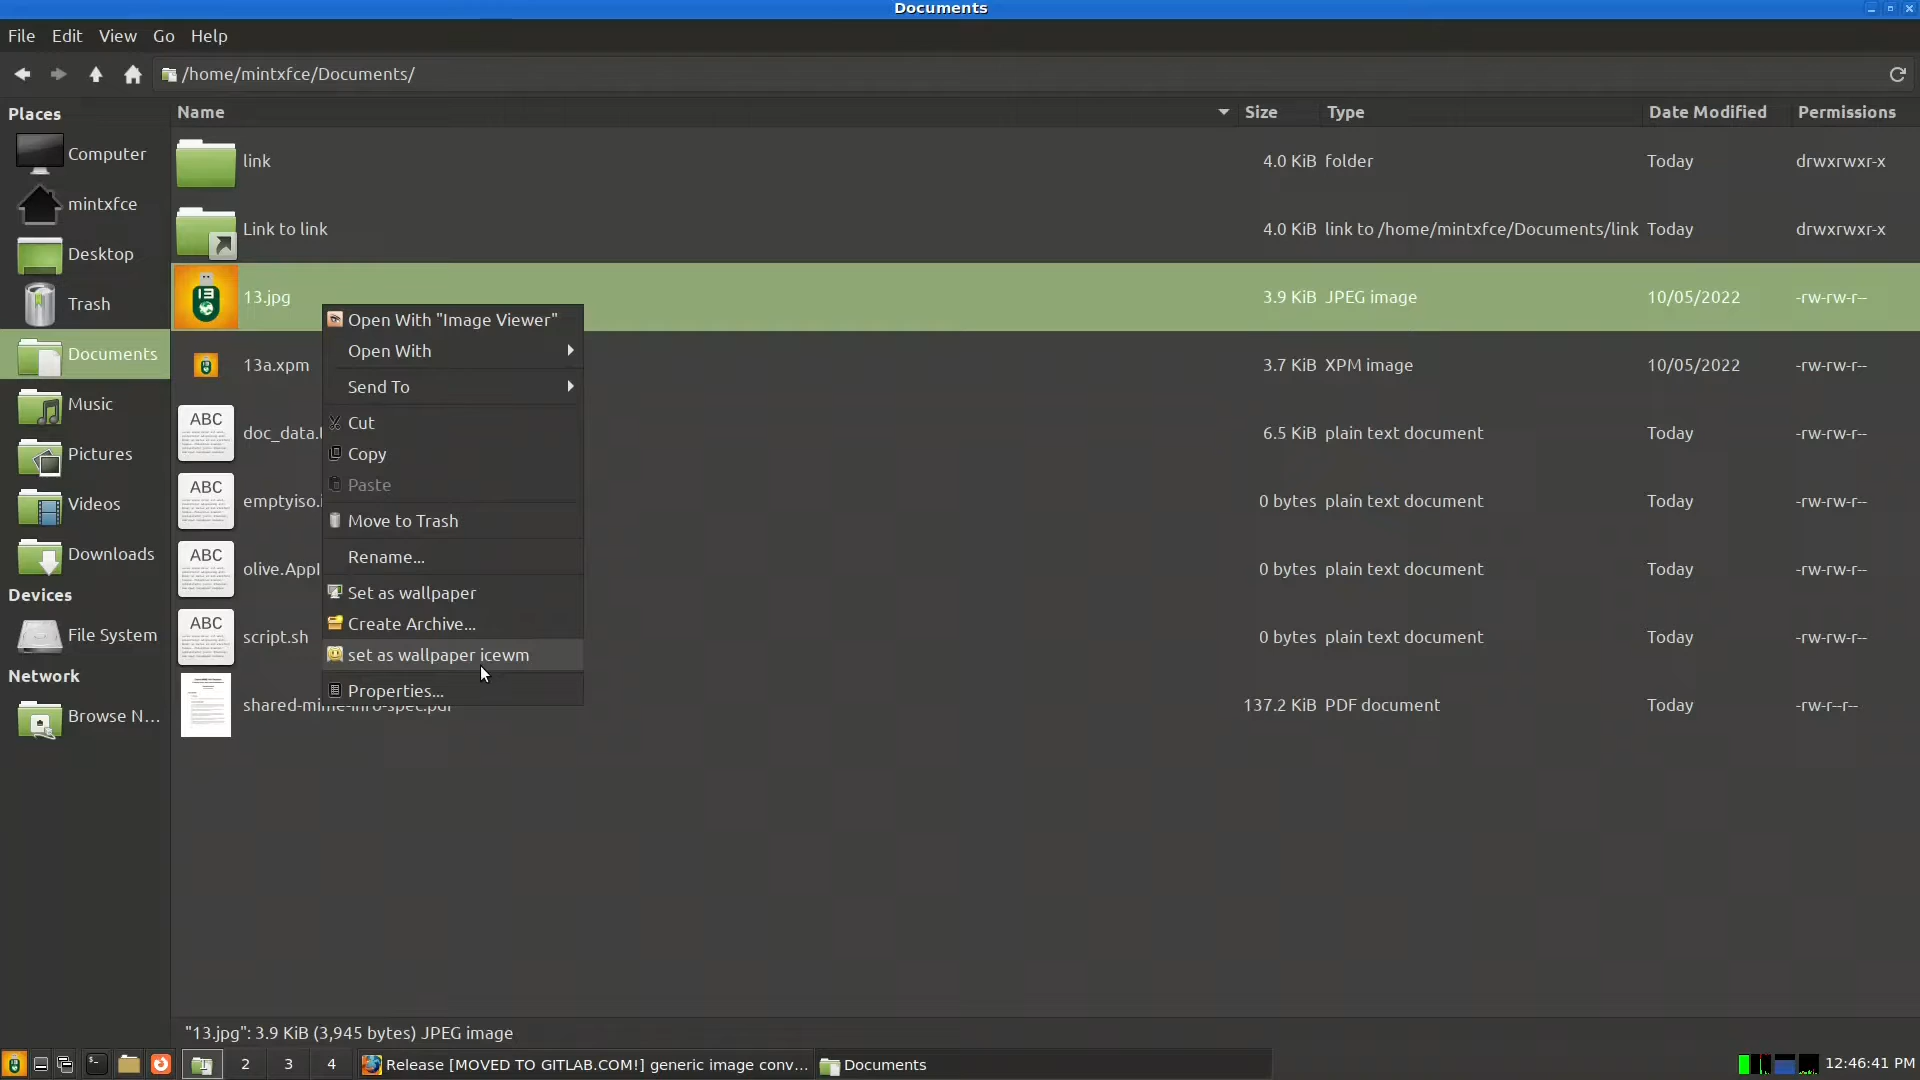 Documents
File Edit View Go Help
/home/mintxfce/Documents/
Places
Computer
mintxfce
Desktop
Trash
Documents
Music
Pictures
Videos
Downloads
Devices
File System
Network
Browse N...
Name Size Type Date Modified Permissions
link 4.0 KiB folder Today drwxrwxr-x
Link to link 4.0 KiB link to /home/mintxfce/Documents/link Today drwxrwxr-x
13.jpg 3.9 KiB JPEG image 10/05/2022 -rw-rw-r--
13a.xpm 3.7 KiB XPM image 10/05/2022 -rw-rw-r--
ABC doc_data. 6.5 KiB plain text document Today -rw-rw-r--
ABC emptyiso. 0 bytes plain text document Today -rw-rw-r--
ABC olive.AppI 0 bytes plain text document Today -rw-rw-r--
ABC script.sh 0 bytes plain text document Today -rw-rw-r--
shared-mime-info-spec.pdf 137.2 KiB PDF document Today -rw-r--r--
Open With "Image Viewer"
Open With
Send To
Cut
Copy
Paste
Move to Trash
Rename...
Set as wallpaper
Create Archive...
set as wallpaper icewm
Properties...
"13.jpg": 3.9 KiB (3,945 bytes) JPEG image
2 3 4 Release [MOVED TO GITLAB.COM!] generic image conv... Documents 12:46:41 PM